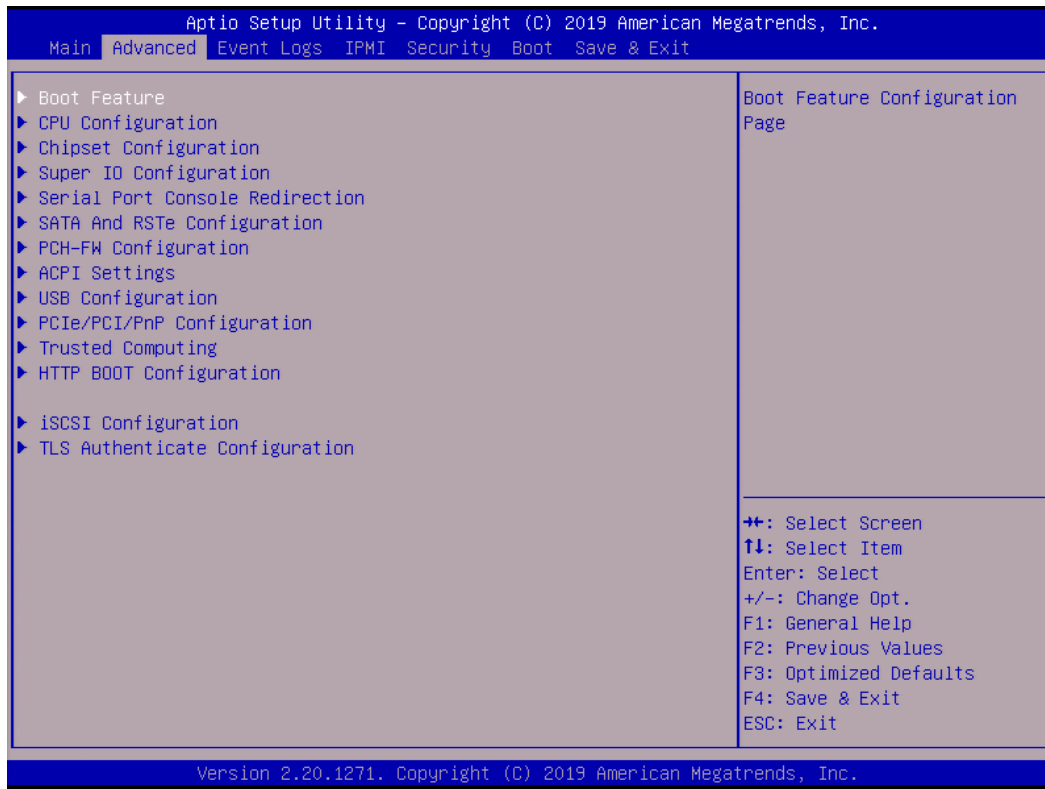 Aptio Setup Utility – Copyright (C) 2019 American Megatrends, Inc.
Main Advanced Event Logs IPMI Security Boot Save & Exit
▶ Boot Feature
▶ CPU Configuration
▶ Chipset Configuration
▶ Super IO Configuration
▶ Serial Port Console Redirection
▶ SATA And RSTe Configuration
▶ PCH-FW Configuration
▶ ACPI Settings
▶ USB Configuration
▶ PCIe/PCI/PnP Configuration
▶ Trusted Computing
▶ HTTP BOOT Configuration
▶ iSCSI Configuration
▶ TLS Authenticate Configuration
Boot Feature Configuration
Page
→←: Select Screen
↑↓: Select Item
Enter: Select
+/-: Change Opt.
F1: General Help
F2: Previous Values
F3: Optimized Defaults
F4: Save & Exit
ESC: Exit
Version 2.20.1271. Copyright (C) 2019 American Megatrends, Inc.